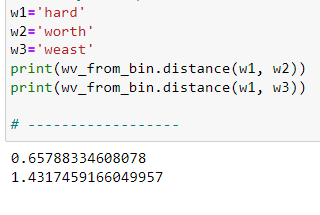 w1='hard'
w2='worth'
w3='weast'
print(wv_from_bin.distance(w1, w2))
print(wv_from_bin.distance(w1, w3))
# ------------------
0.65788334608078
1.4317459166049957